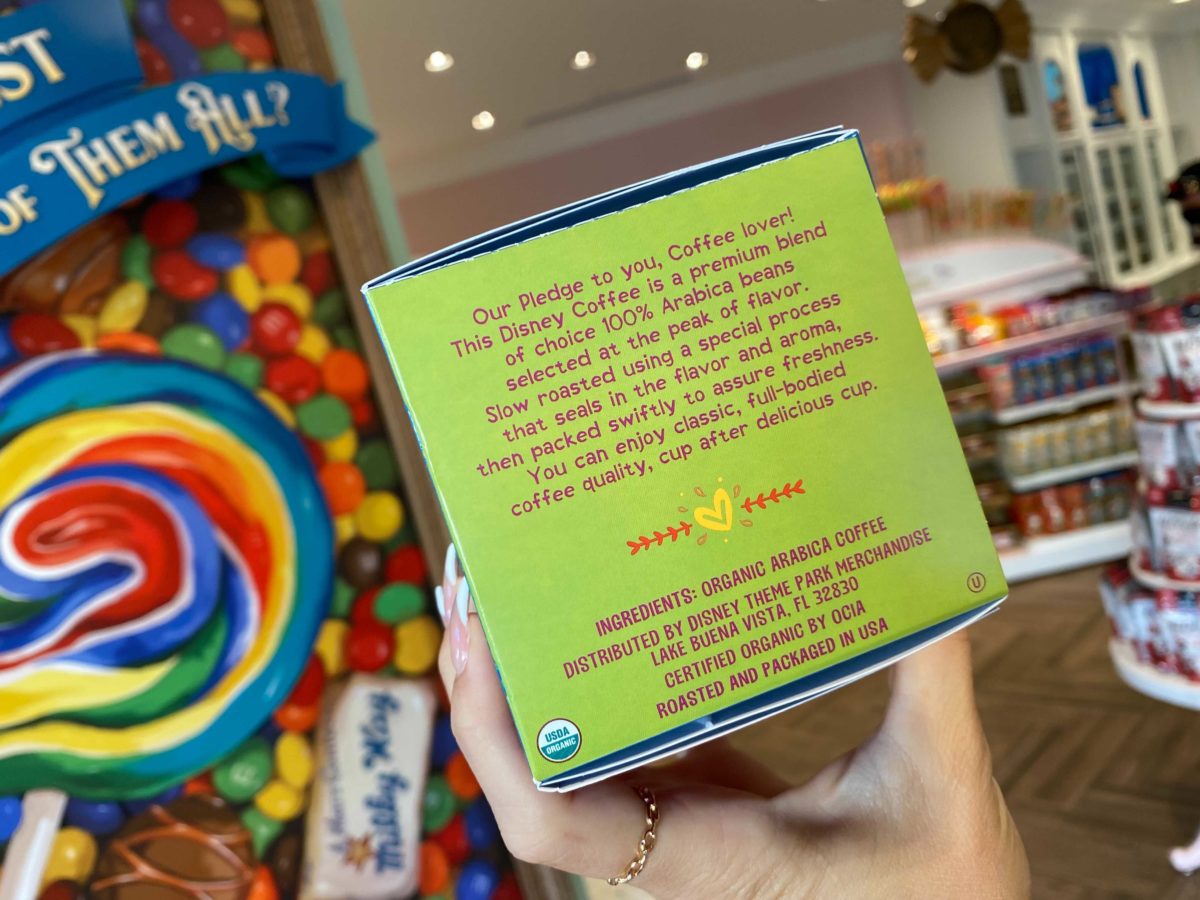 ST
OF THEM ALL?
Our Pledge to you, Coffee lover!
This Disney Coffee is a premium blend
of choice 100% Arabica beans
selected at the peak of flavor.
Slow roasted using a special process
that seals in the flavor and aroma,
then packed swiftly to assure freshness.
You can enjoy classic, full-bodied
coffee quality, cup after delicious cup.
INGREDIENTS: ORGANIC ARABICA COFFEE
DISTRIBUTED BY DISNEY THEME PARK MERCHANDISE
LAKE BUENA VISTA, FL 32830
CERTIFIED ORGANIC BY OCIA
ROASTED AND PACKAGED IN USA
U
USDA
ORGANIC
Milky Way